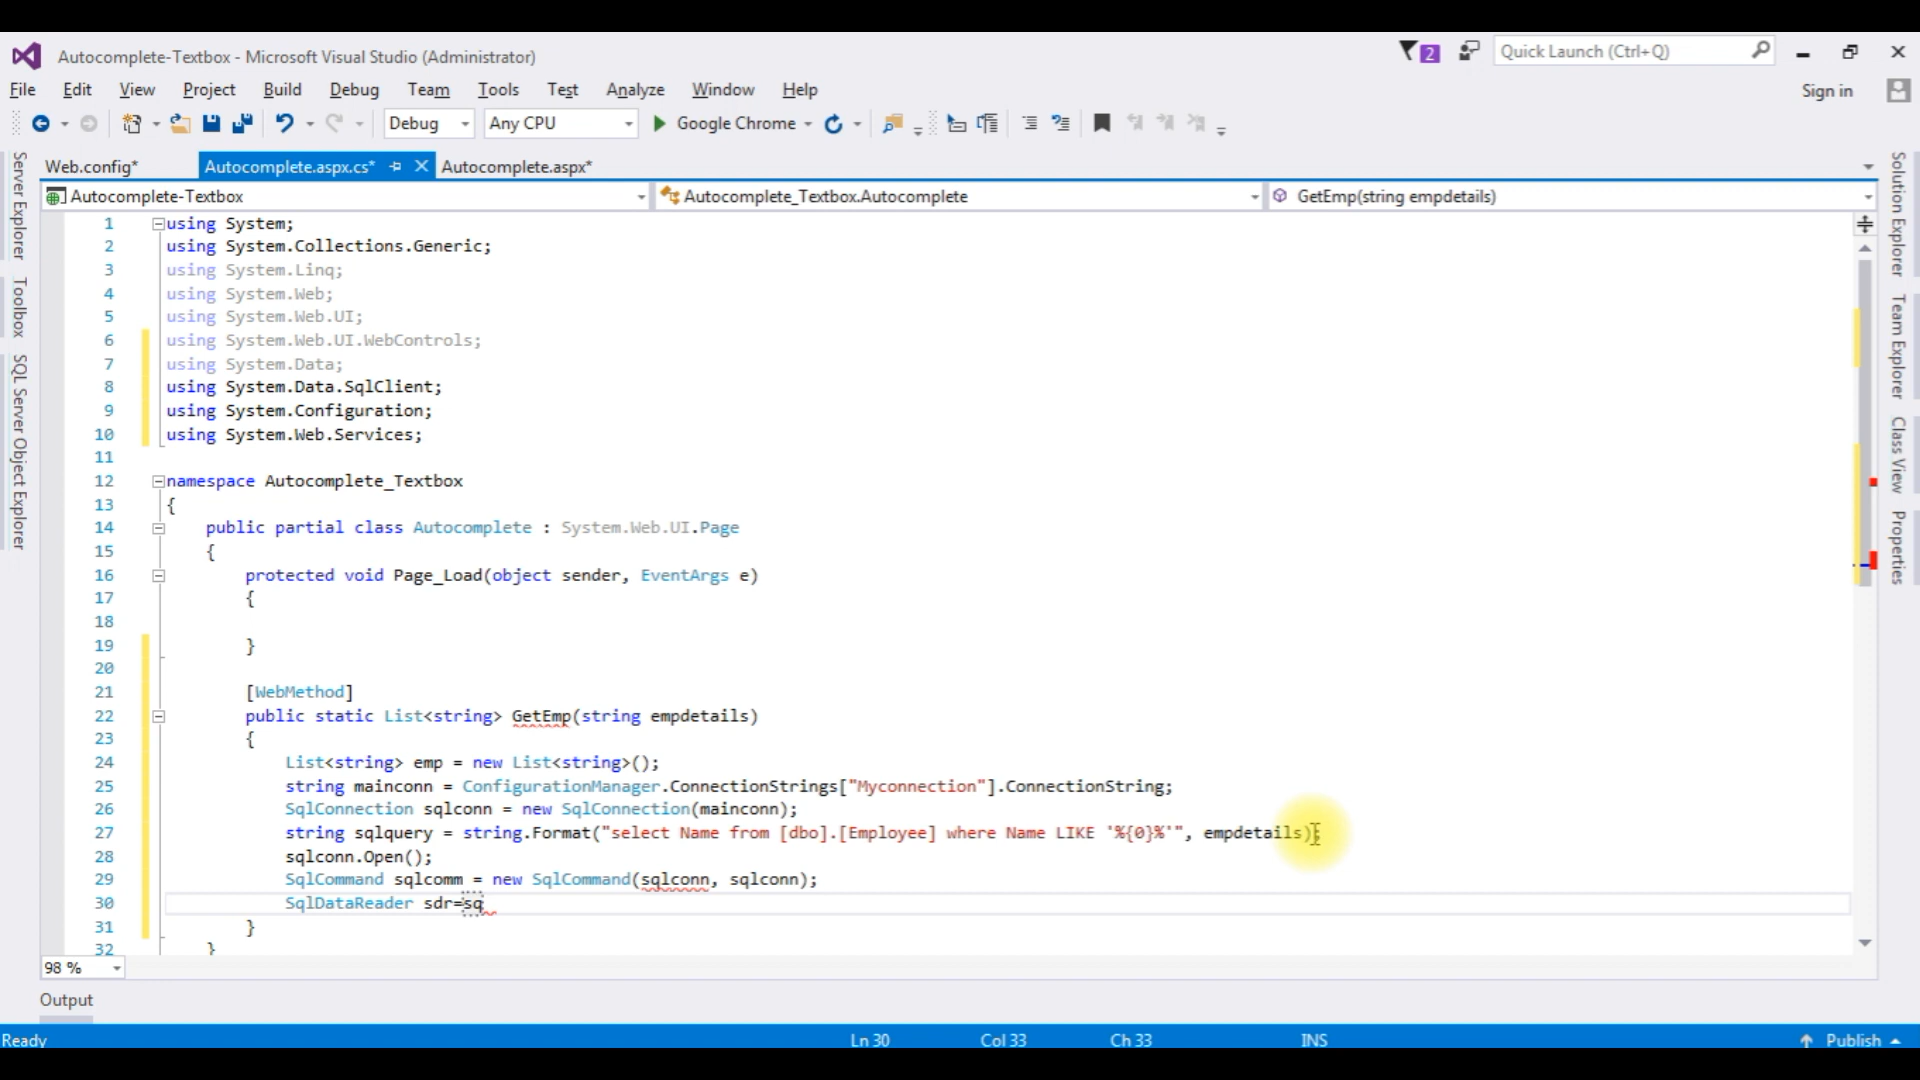 Autocomplete-Textbox - Microsoft Visual Studio (Administrator)
2
Quick Launch (Ctrl+Q)
File Edit View Project Build Debug Team Tools Test Analyze Window Help
Sign in
Debug Any CPU Google Chrome
Web.config* Autocomplete.aspx.cs* Autocomplete.aspx*
Autocomplete-Textbox Autocomplete_Textbox.Autocomplete GetEmp(string empdetails)
Server Explorer
Toolbox
SQL Server Object Explorer
1 using System;
2 using System.Collections.Generic;
3 using System.Linq;
4 using System.Web;
5 using System.Web.UI;
6 using System.Web.UI.WebControls;
7 using System.Data;
8 using System.Data.SqlClient;
9 using System.Configuration;
10 using System.Web.Services;
11
12 namespace Autocomplete_Textbox
13 {
14 public partial class Autocomplete : System.Web.UI.Page
15 {
16 protected void Page_Load(object sender, EventArgs e)
17 {
18
19 }
20
21 [WebMethod]
22 public static List<string> GetEmp(string empdetails)
23 {
24 List<string> emp = new List<string>();
25 string mainconn = ConfigurationManager.ConnectionStrings["Myconnection"].ConnectionString;
26 SqlConnection sqlconn = new SqlConnection(mainconn);
27 string sqlquery = string.Format("select Name from [dbo].[Employee] where Name LIKE '%{0}%'", empdetails);
28 sqlconn.Open();
29 SqlCommand sqlcomm = new SqlCommand(sqlconn, sqlconn);
30 SqlDataReader sdr=sq
31 }
32 }
Solution Explorer
Team Explorer
Class View
Properties
98 %
Output
Ready Ln 30 Col 33 Ch 33 INS Publish